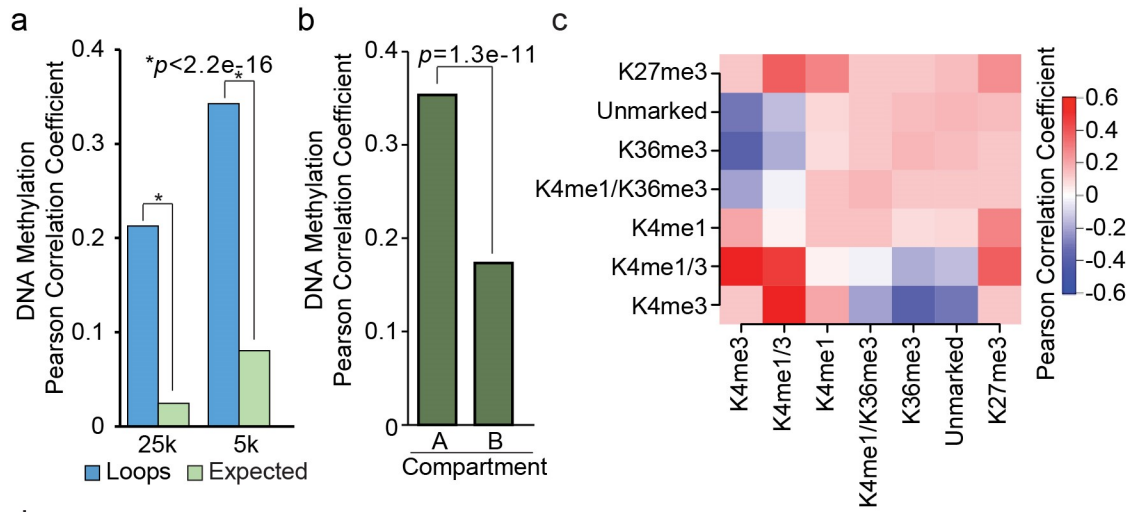 a
DNA Methylation
Pearson Correlation Coefficient
0.4
0.3
0.2
0.1
0
*p<2.2e-16
*
*
25k
5k
Loops
Expected
b
DNA Methylation
Pearson Correlation Coefficient
0.4
0.3
0.2
0.1
0
p=1.3e-11
A
B
Compartment
c
K27me3
Unmarked
K36me3
K4me1/K36me3
K4me1
K4me1/3
K4me3
K4me3
K4me1/3
K4me1
K4me1/K36me3
K36me3
Unmarked
K27me3
Pearson Correlation Coefficient
0.6
0.4
0.2
0
-0.2
-0.4
-0.6